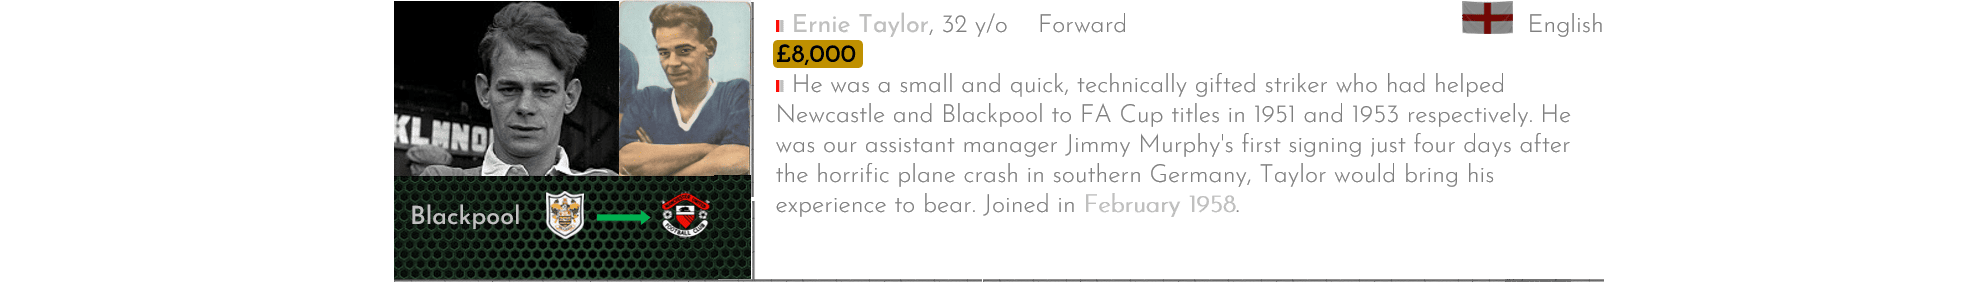 Ernie Taylor, 32 y/o Forward English
£8,000
He was a small and quick, technically gifted striker who had helped
Newcastle and Blackpool to FA Cup titles in 1951 and 1953 respectively. He
was our assistant manager Jimmy Murphy's first signing just four days after
the horrific plane crash in southern Germany, Taylor would bring his
experience to bear. Joined in February 1958.
KLMNO
Blackpool
FOOTBALL CLUB